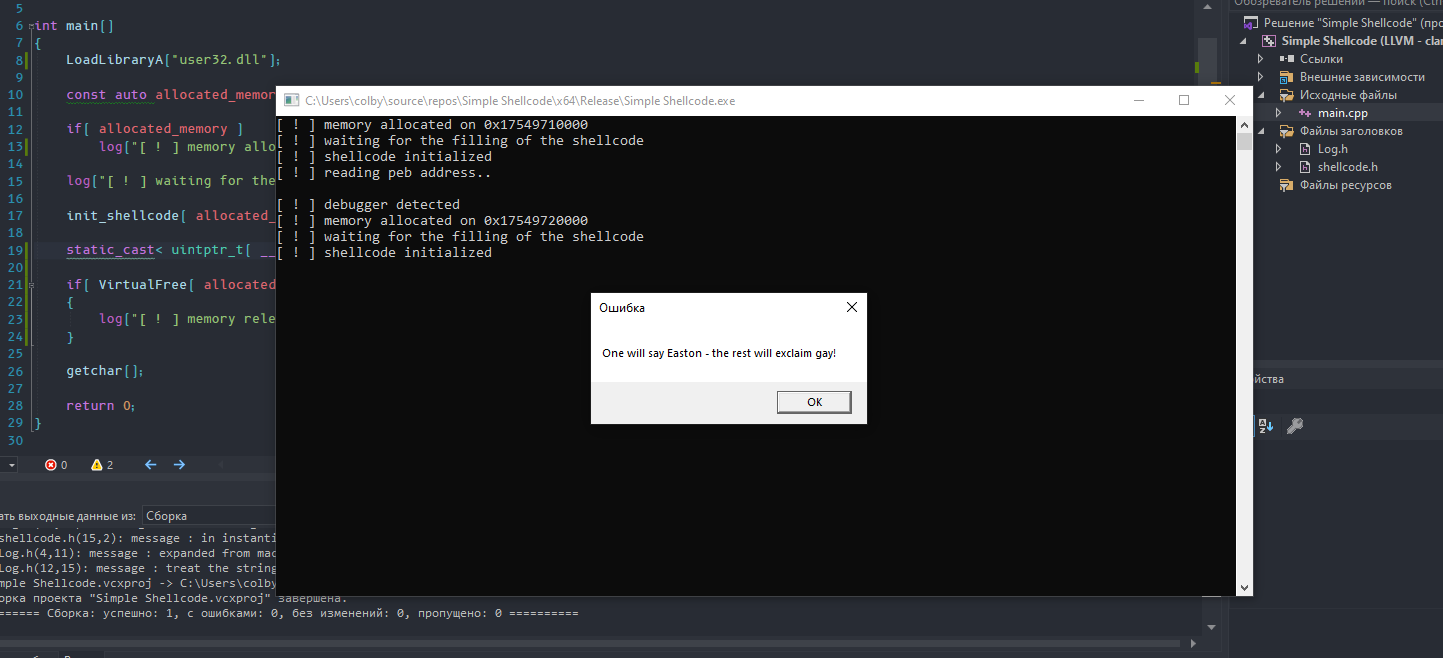 5
6 int main[]
7 {
8 LoadLibraryA["user32.dll"];
9
10 const auto allocated_memor
11
12 if[ allocated_memory ]
13 log["[ ! ] memory allo
14
15 log["[ ! ] waiting for the
16
17 init_shellcode[ allocated_
18
19 static_cast< uintptr_t[ __
20
21 if[ VirtualFree[ allocated
22 {
23 log["[ ! ] memory rele
24 }
25
26 getchar[];
27
28 return 0;
29 }
30
0 2
ать выходные данные из: Сборка
shellcode.h(15,2): message : in instanti
Log.h(4,11): message : expanded from mac
Log.h(12,15): message : treat the string
mple Shellcode.vcxproj -> C:\Users\colby
орка проекта "Simple Shellcode.vcxproj" завершена.
====== Сборка: успешно: 1, с ошибками: 0, без изменений: 0, пропущено: 0 ==========
C:\Users\colby\source\repos\Simple Shellcode\x64\Release\Simple Shellcode.exe
[ ! ] memory allocated on 0x17549710000
[ ! ] waiting for the filling of the shellcode
[ ! ] shellcode initialized
[ ! ] reading peb address..
[ ! ] debugger detected
[ ! ] memory allocated on 0x17549720000
[ ! ] waiting for the filling of the shellcode
[ ! ] shellcode initialized
Ошибка
One will say Easton - the rest will exclaim gay!
OK
Обозреватель решений — поиск (Ctrl
Решение "Simple Shellcode" (про
Simple Shellcode (LLVM - clan
Ссылки
Внешние зависимости
Исходные файлы
main.cpp
Файлы заголовков
Log.h
shellcode.h
Файлы ресурсов
йства